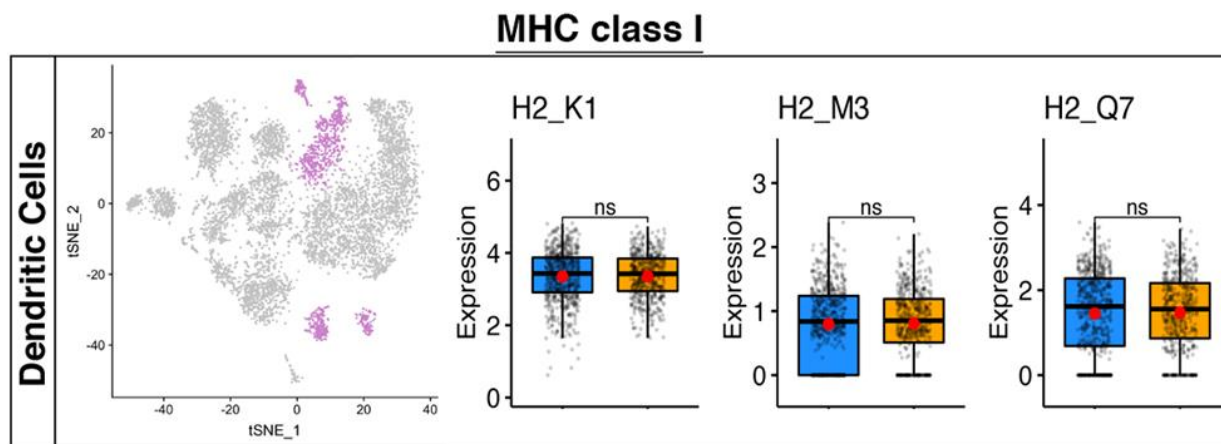 MHC class I
Dendritic Cells
tSNE_2
20
0
-20
-40
-40
-20
0
20
40
tSNE_1
H2_K1
Expression
6
4
2
0
ns
H2_M3
Expression
3
2
1
0
ns
H2_Q7
Expression
4
2
0
ns